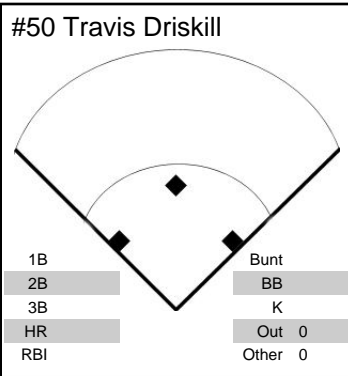 #50 Travis Driskill
1B
Bunt
2B
BB
3B
K
HR
Out 0
RBI
Other 0